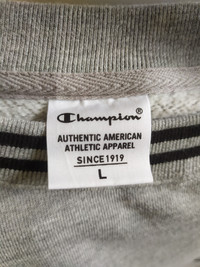 Champion®
AUTHENTIC AMERICAN
ATHLETIC APPAREL
SINCE 1919
L